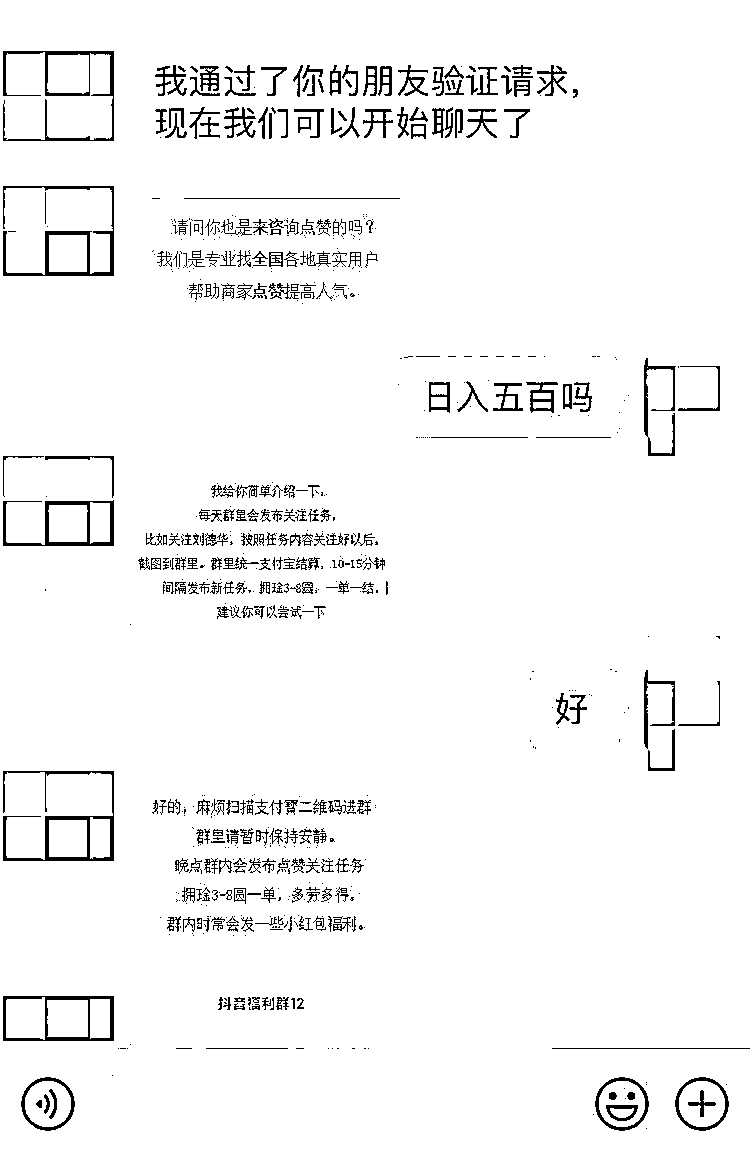 我通过了你的朋友验证请求，
现在我们可以开始聊天了
请问你也是来咨询点赞的吗？
我们是专业找全国各地真实用户
帮助商家点赞提高人气。
日入五百吗
我给你简单介绍一下。
每天群里会发布关注任务，
比如关注刘德华，按照任务内容关注好以后，
截图到群里。群里统一支付宝结算，10-15分钟
间隔发布新任务，拥琻3-8圆，一单一结，
建议你可以尝试一下
好
好的，麻烦扫描支付寳二维码进群
群里请暂时保持安静。
晚点群内会发布点赞关注任务
拥琻3-8圆一单，多劳多得。
群内时常会发一些小红包福利。
抖音福利群12